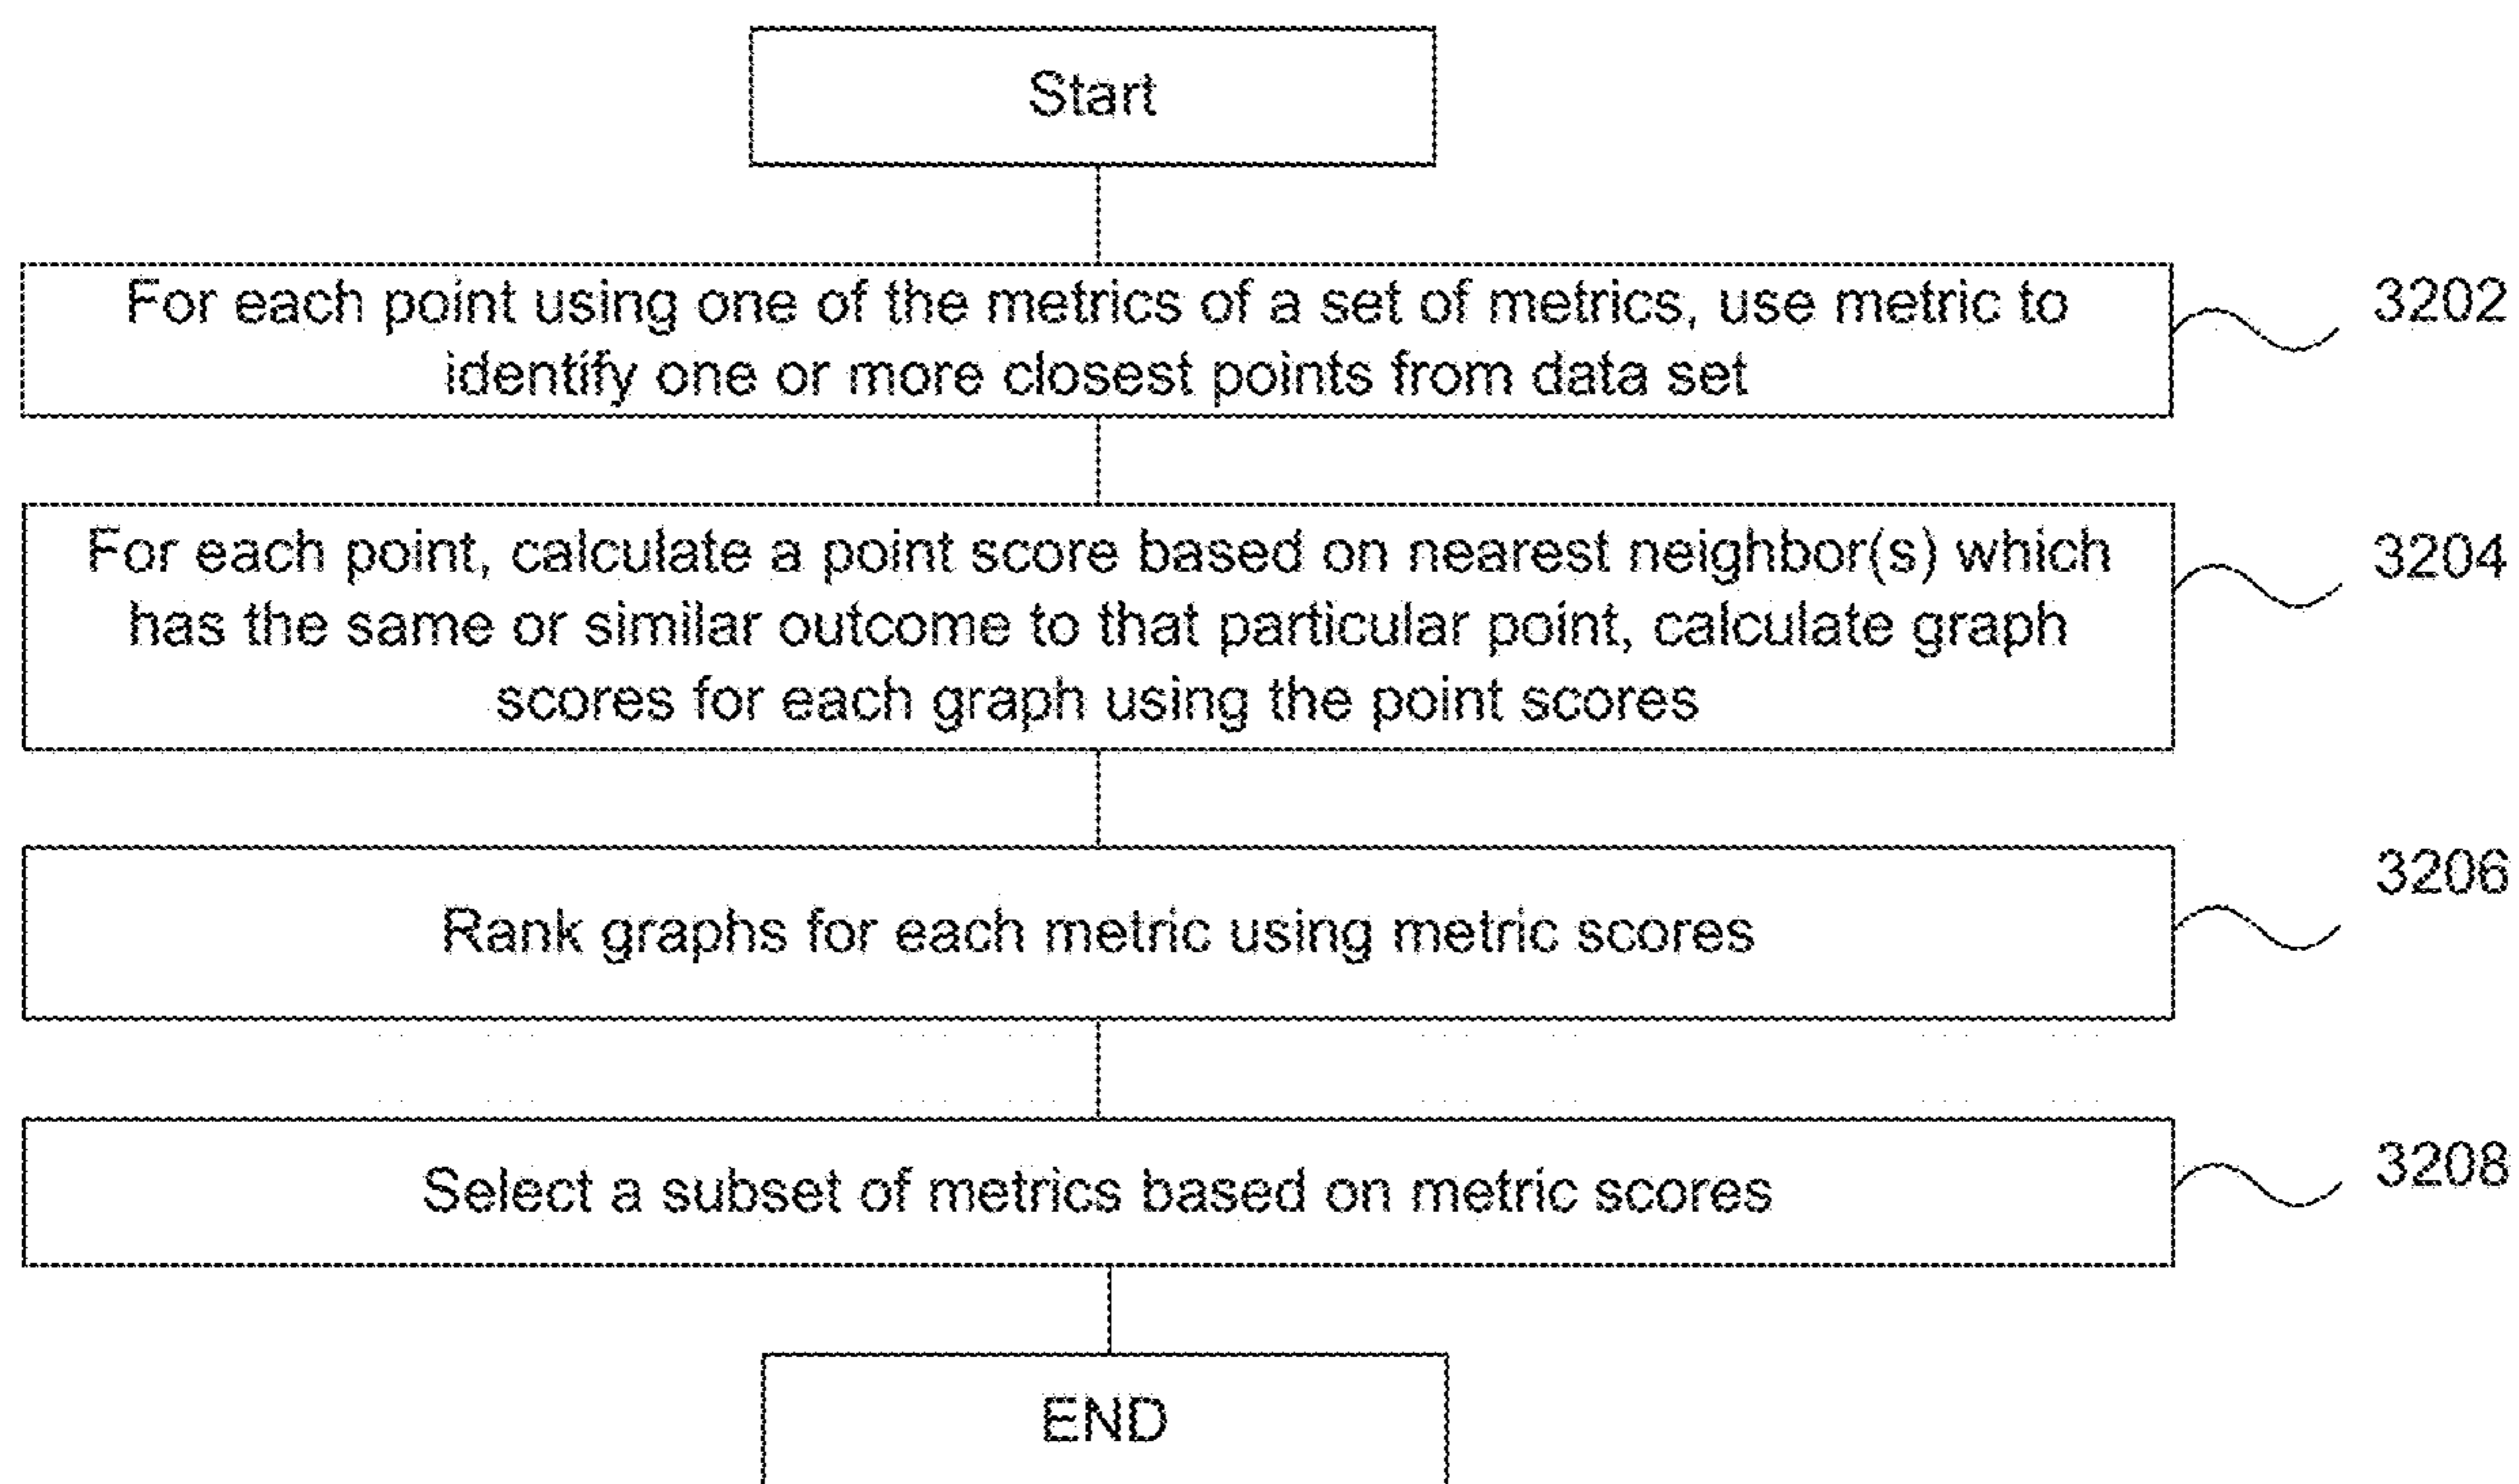 Start
For each point using one of the metrics of a set of metrics, use metric to
identify one or more closest points from data set
3202
For each point, calculate a point score based on nearest neighbor(s) which
has the same or similar outcome to that particular point, calculate graph
scores for each graph using the point scores
3204
Rank graphs for each metric using metric scores
3206
Select a subset of metrics based on metric scores
3208
END